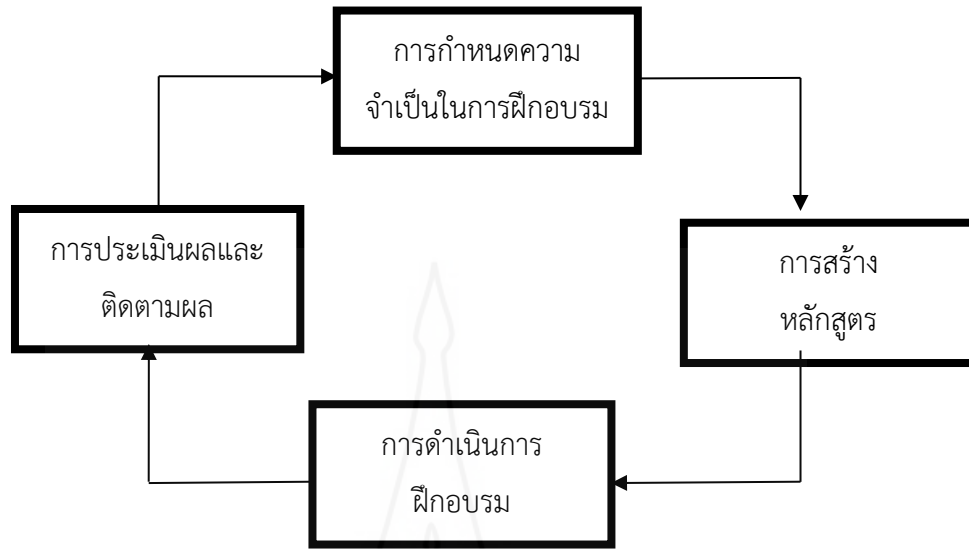 การกำหนดความ
จำเป็นในการฝึกอบรม
การสร้าง
หลักสูตร
การดำเนินการ
ฝึกอบรม
การประเมินผลและ
ติดตามผล